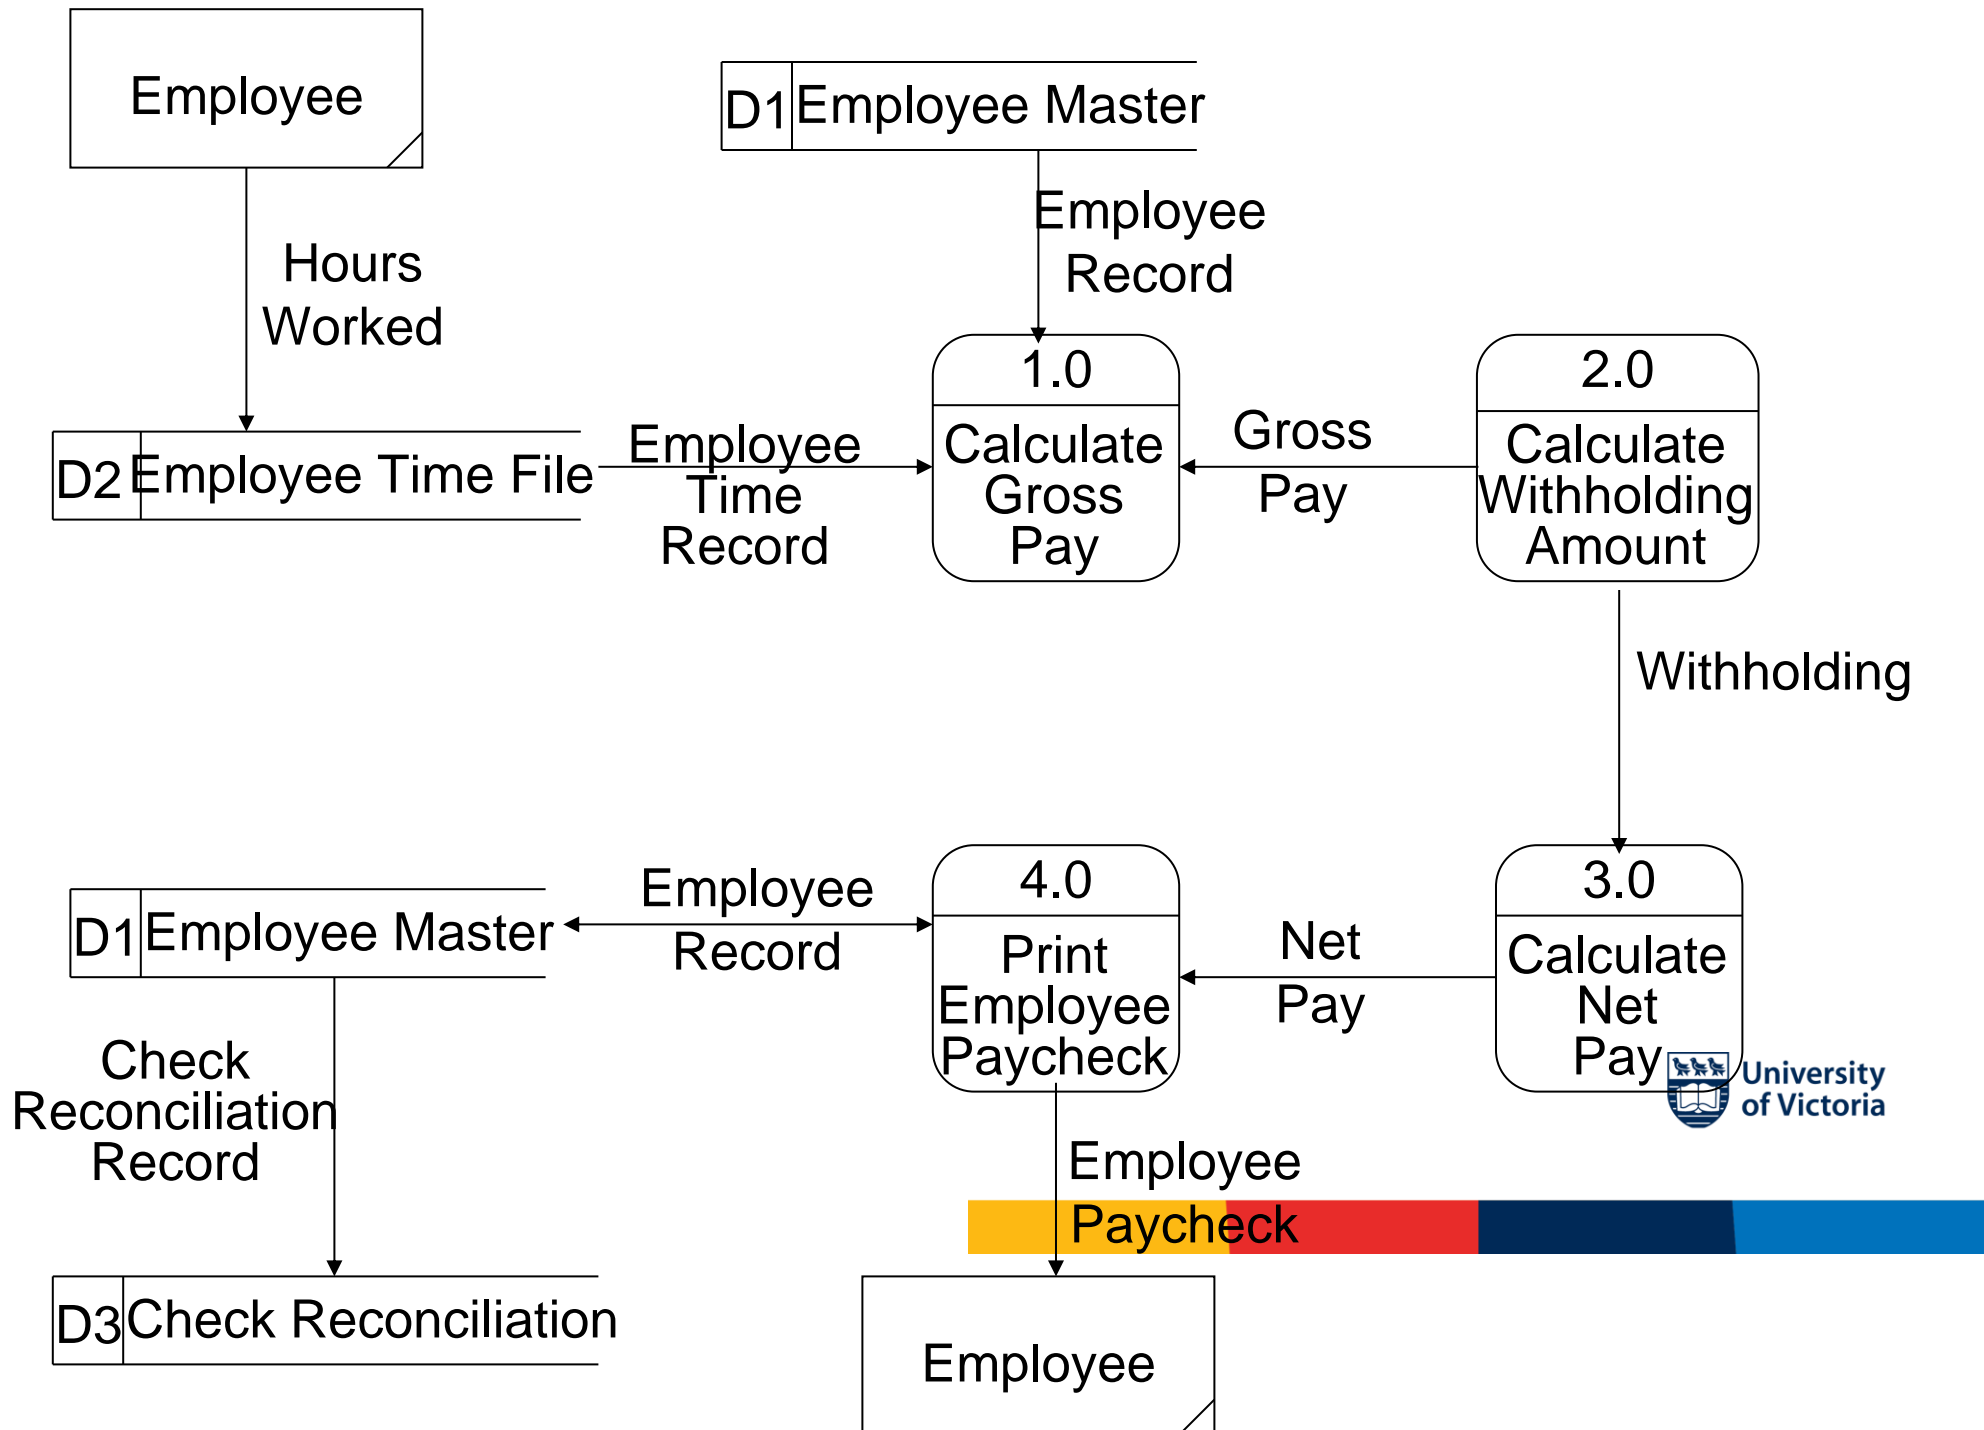 Employee
D1
Employee Master
Employee
Record
Hours
Worked
1.0
Calculate
Gross
Pay
2.0
Calculate
Withholding
Amount
Gross
Pay
D2
Employee Time File
Employee
Time
Record
Withholding
D1
Employee Master
Employee
Record
4.0
Print
Employee
Paycheck
Net
Pay
3.0
Calculate
Net
Pay
University
of Victoria
Check
Reconciliation
Record
Employee
Paycheck
D3
Check Reconciliation
Employee